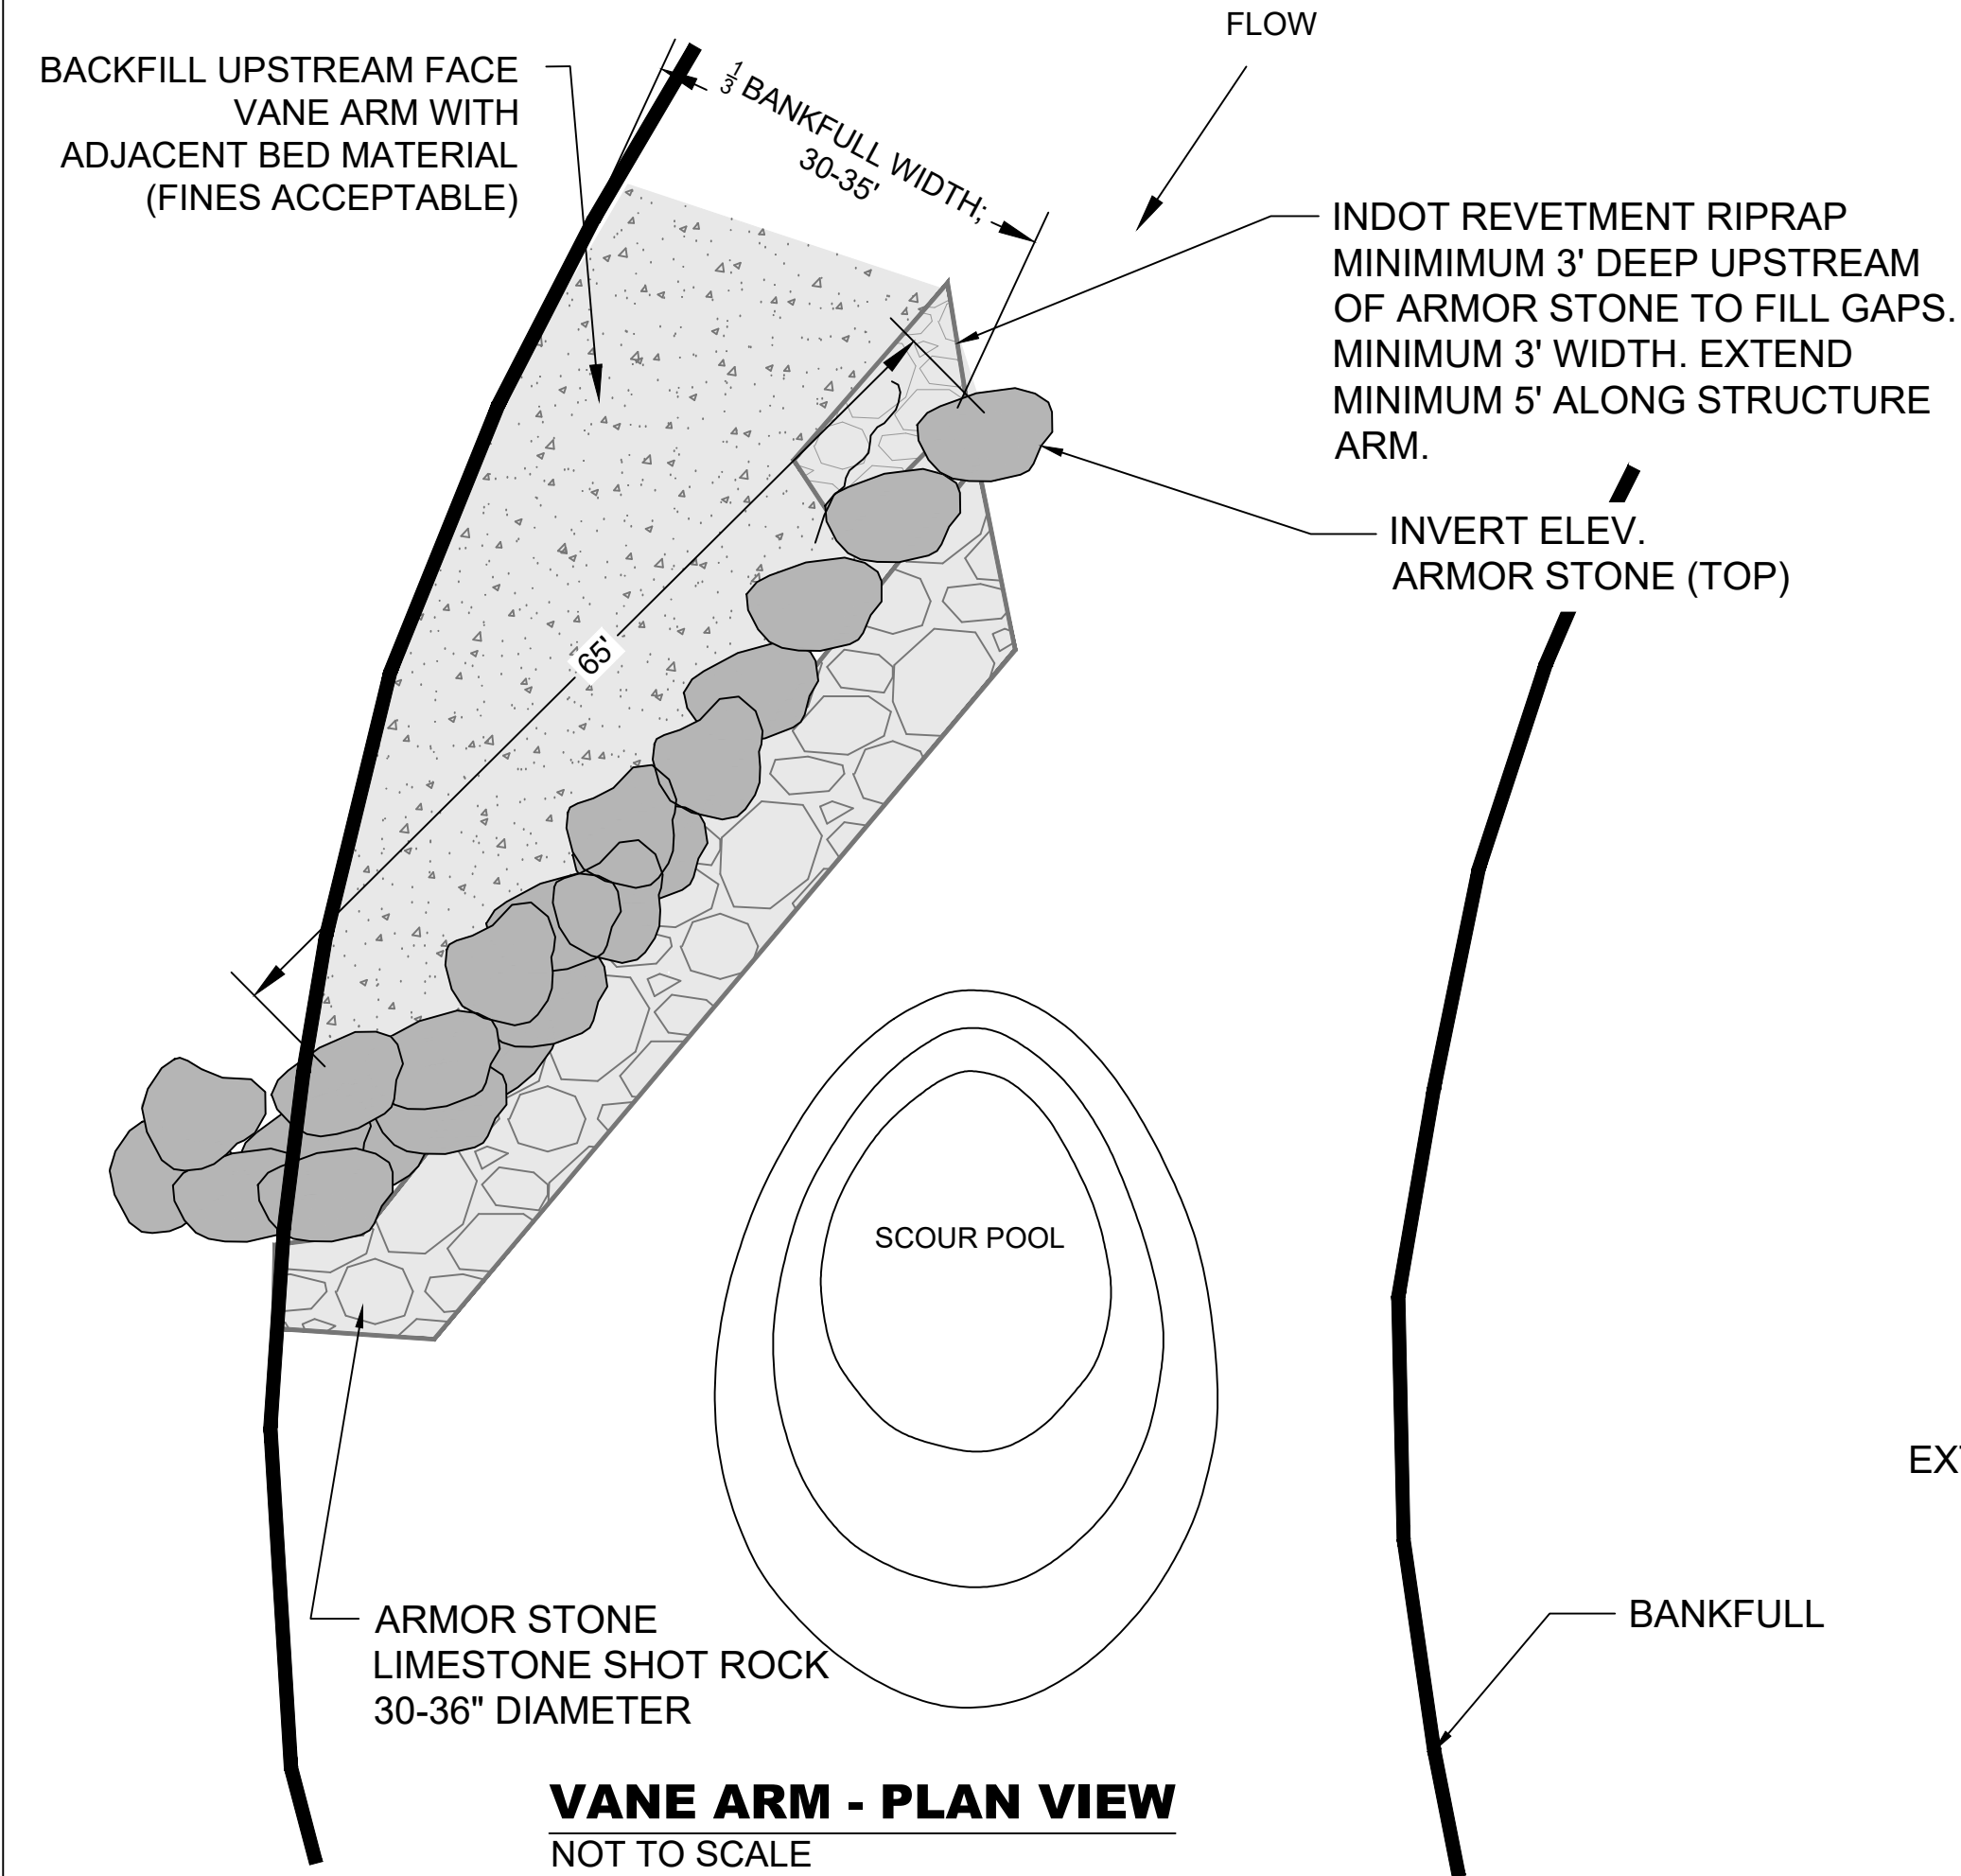 FLOW
BACKFILL UPSTREAM FACE
VANE ARM WITH
ADJACENT BED MATERIAL
(FINES ACCEPTABLE)
1/3 BANKFULL WIDTH;
30-35'
INDOT REVETMENT RIPRAP
MINIMIMUM 3' DEEP UPSTREAM
OF ARMOR STONE TO FILL GAPS.
MINIMUM 3' WIDTH. EXTEND
MINIMUM 5' ALONG STRUCTURE
ARM.
INVERT ELEV.
ARMOR STONE (TOP)
65'
SCOUR POOL
EX
ARMOR STONE
LIMESTONE SHOT ROCK
30-36" DIAMETER
BANKFULL
VANE ARM - PLAN VIEW
NOT TO SCALE